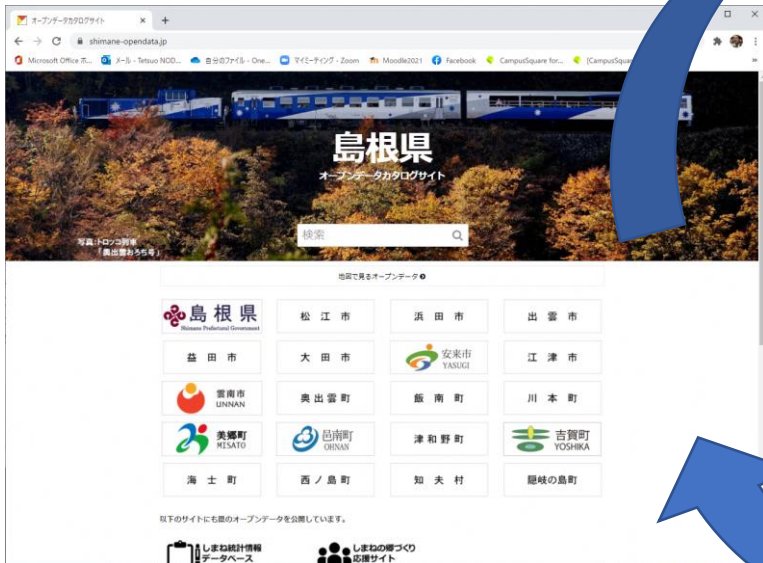 オープンデータカタログサイト
shimane-opendata.jp
Microsoft Office ホ...
メール - Tetsuo NOD...
自分のファイル - One...
マイミーティング - Zoom
Moodle2021
Facebook
CampusSquare for...
(CampusSquar
島根県
オープンデータカタログサイト
検索
写真：トロッコ列車
「奥出雲おろち号」
地図で見るオープンデータ
島根県
Shimane Prefectural Government
松江市
浜田市
出雲市
益田市
大田市
安来市
YASUGI
江津市
雲南市
UNNAN
奥出雲町
飯南町
川本町
美郷町
MISATO
邑南町
OHNAN
津和野町
吉賀町
YOSHIKA
海士町
西ノ島町
知夫村
隠岐の島町
以下のサイトにも県のオープンデータを公開しています。
しまね統計情報
データベース
しまねの郷づくり
応援サイト